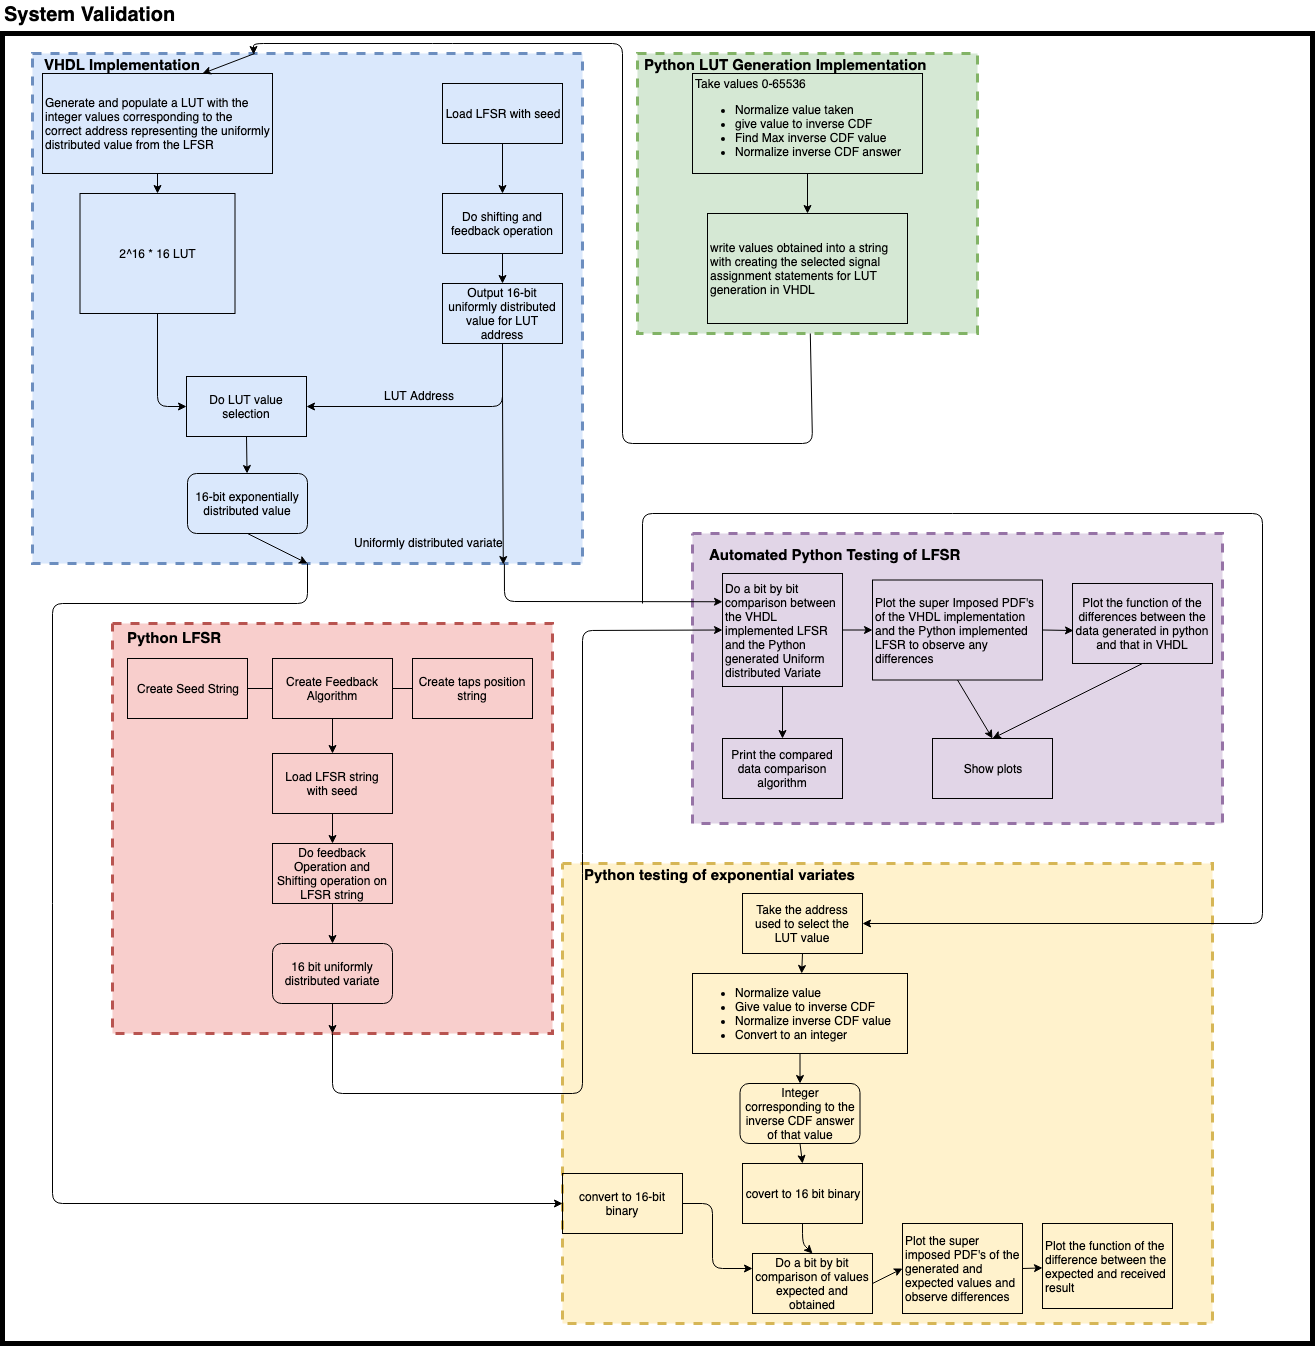 System Validation
VHDL Implementation
Generate and populate a LUT with the
integer values corresponding to the
correct address representing the uniformly
distributed value from the LFSR
2^16 * 16 LUT
Load LFSR with seed
Do shifting and
feedback operation
Output 16-bit
uniformly distributed
value for LUT
address
LUT Address
Do LUT value
selection
16-bit exponentially
distributed value
Uniformly distributed variate
Python LUT Generation Implementation
Take values 0-65536
• Normalize value taken
• give value to inverse CDF
• Find Max inverse CDF value
• Normalize inverse CDF answer
write values obtained into a string
with creating the selected signal
assignment statements for LUT
generation in VHDL
Automated Python Testing of LFSR
Do a bit by bit
comparison between
the VHDL
implemented LFSR
and the Python
generated Uniform
distributed Variate
Plot the super Imposed PDF's
of the VHDL implementation
and the Python implemented
LFSR to observe any
differences
Plot the function of the
differences between the
data generated in python
and that in VHDL
Print the compared
data comparison
algorithm
Show plots
Python LFSR
Create Seed String
Create Feedback
Algorithm
Create taps position
string
Load LFSR string
with seed
Do feedback
Operation and
Shifting operation on
LFSR string
16 bit uniformly
distributed variate
Python testing of exponential variates
Take the address
used to select the
LUT value
• Normalize value
• Give value to inverse CDF
• Normalize inverse CDF value
• Convert to an integer
Integer
corresponding to the
inverse CDF answer
of that value
convert to 16-bit
binary
covert to 16 bit binary
Do a bit by bit
comparison of values
expected and
obtained
Plot the super
imposed PDF's of the
generated and
expected values and
observe differences
Plot the function of the
difference between the
expected and received
result